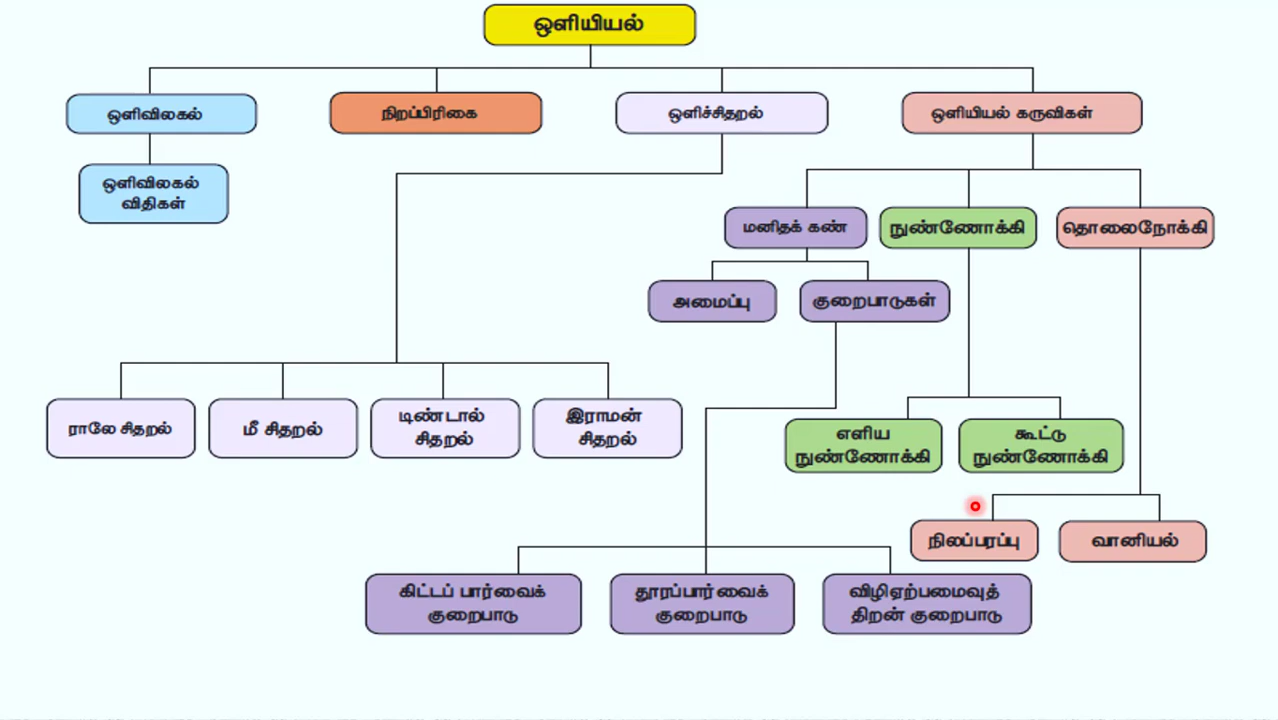 ஒளியியல்
ஒளிவிலகல்
நிறப்பிரிகை
ஒளிச்சிதறல்
ஒளியியல் கருவிகள்
ஒளிவிலகல்
விதிகள்
மனிதக் கண்
நுண்ணோக்கி
தொலைநோக்கி
அமைப்பு
குறைபாடுகள்
ராலே சிதறல்
மீ சிதறல்
டிண்டால்
சிதறல்
இராமன்
சிதறல்
எளிய
நுண்ணோக்கி
கூட்டு
நுண்ணோக்கி
நிலப்பரப்பு
வானியல்
கிட்டப் பார்வைக்
குறைபாடு
தூரப்பார்வைக்
குறைபாடு
விழிஏற்பமைவுத்
திறன் குறைபாடு